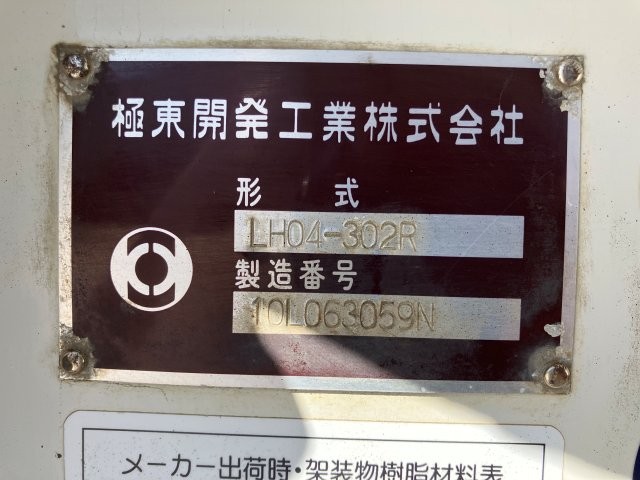 極東開発工業株式会社
形 式
LH04-302R
製造番号
10L063059N
メーカー出荷時・架装物樹脂材料表